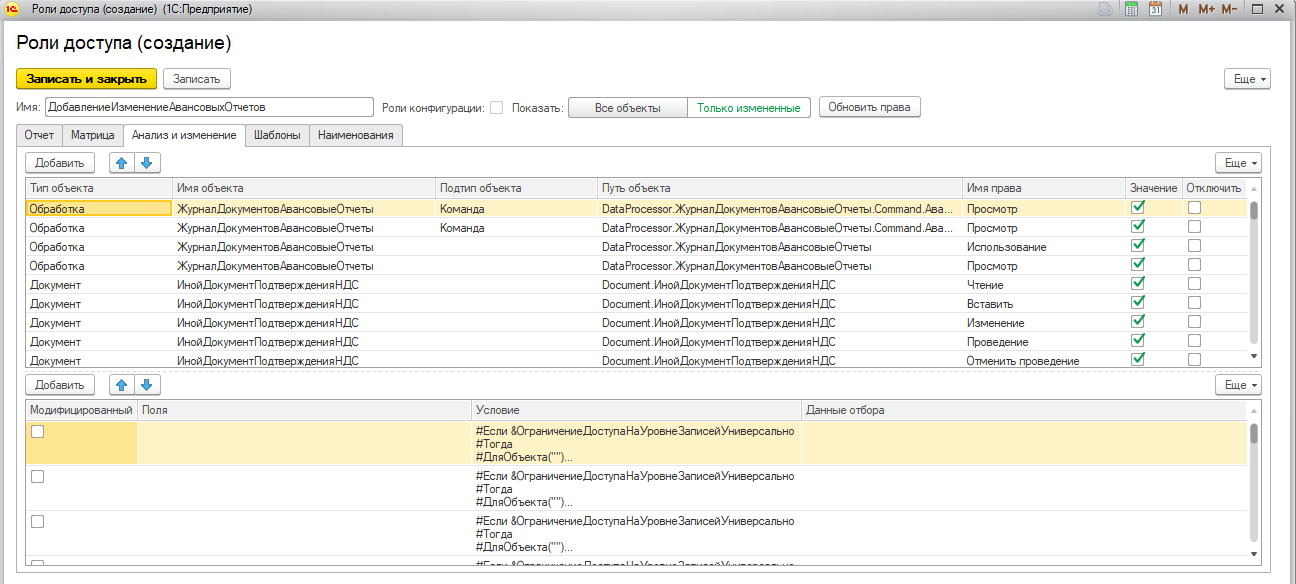 Роли доступа (создание) (1С:Предприятие)
M M+ M-
Роли доступа (создание)
Записать и закрыть Записать Еще
Имя: ДобавлениеИзменениеАвансовыхОтчетов Роли конфигурации: Показать: Все объекты Только измененные Обновить права
Отчет Матрица Анализ и изменение Шаблоны Наименования
Добавить Еще
Тип объекта Имя объекта Подтип объекта Путь объекта Имя права Значение Отключить
Обработка ЖурналДокументовАвансовыеОтчеты Команда DataProcessor.ЖурналДокументовАвансовыеОтчеты.Command.Ава... Просмотр
Обработка ЖурналДокументовАвансовыеОтчеты Команда DataProcessor.ЖурналДокументовАвансовыеОтчеты.Command.Ава... Просмотр
Обработка ЖурналДокументовАвансовыеОтчеты DataProcessor.ЖурналДокументовАвансовыеОтчеты Использование
Обработка ЖурналДокументовАвансовыеОтчеты DataProcessor.ЖурналДокументовАвансовыеОтчеты Просмотр
Документ ИнойДокументПодтвержденияНДС Document.ИнойДокументПодтвержденияНДС Чтение
Документ ИнойДокументПодтвержденияНДС Document.ИнойДокументПодтвержденияНДС Вставить
Документ ИнойДокументПодтвержденияНДС Document.ИнойДокументПодтвержденияНДС Изменение
Документ ИнойДокументПодтвержденияНДС Document.ИнойДокументПодтвержденияНДС Проведение
Документ ИнойДокументПодтвержденияНДС Document.ИнойДокументПодтвержденияНДС Отменить проведение
Добавить Еще
Модифицированный Поля Условие Данные отбора
#Если &ОграничениеДоступаНаУровнеЗаписейУниверсально
#Тогда
#ДляОбъекта("")...
#Если &ОграничениеДоступаНаУровнеЗаписейУниверсально
#Тогда
#ДляОбъекта("")...
#Если &ОграничениеДоступаНаУровнеЗаписейУниверсально
#Тогда
#ДляОбъекта("")...